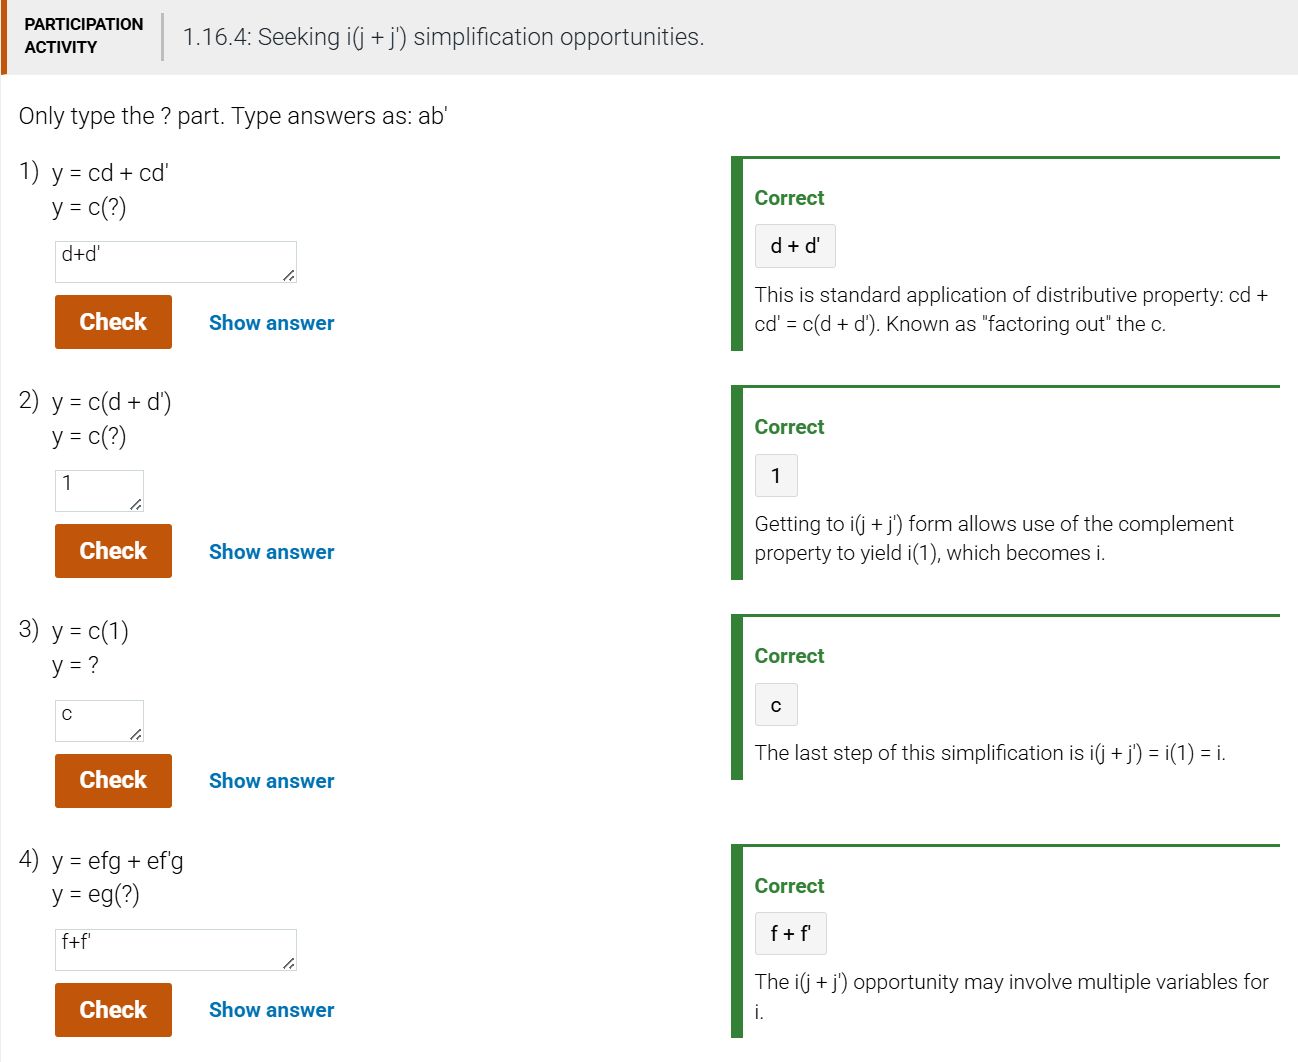 PARTICIPATION
ACTIVITY
1.16.4: Seeking i(j + j') simplification opportunities.
Only type the ? part. Type answers as: ab'
1) y = cd + cd'
y = c(?)
d+d'
Check Show answer
Correct
d + d'
This is standard application of distributive property: cd +
cd' = c(d + d'). Known as "factoring out" the c.
2) y = c(d + d')
y = c(?)
1
Check Show answer
Correct
1
Getting to i(j + j') form allows use of the complement
property to yield i(1), which becomes i.
3) y = c(1)
y = ?
c
Check Show answer
Correct
c
The last step of this simplification is i(j + j') = i(1) = i.
4) y = efg + ef'g
y = eg(?)
f+f'
Check Show answer
Correct
f + f'
The i(j + j') opportunity may involve multiple variables for
i.